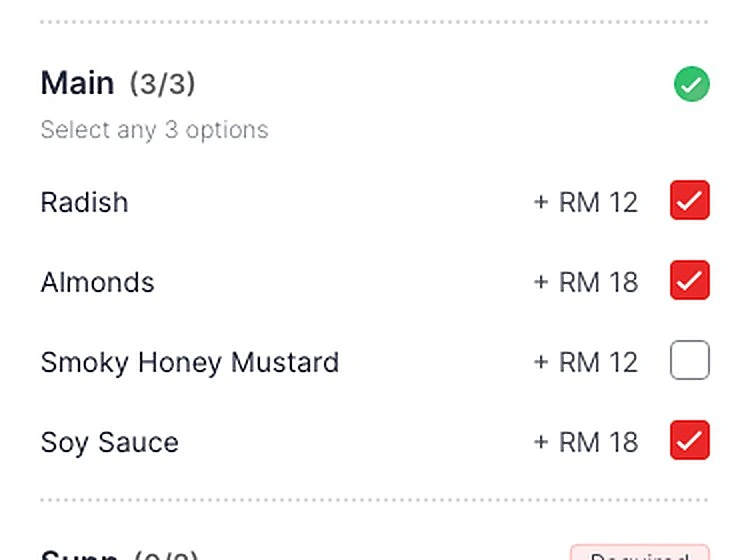 Main (3/3)
Select any 3 options
Radish + RM 12
Almonds + RM 18
Smoky Honey Mustard + RM 12
Soy Sauce + RM 18
Required